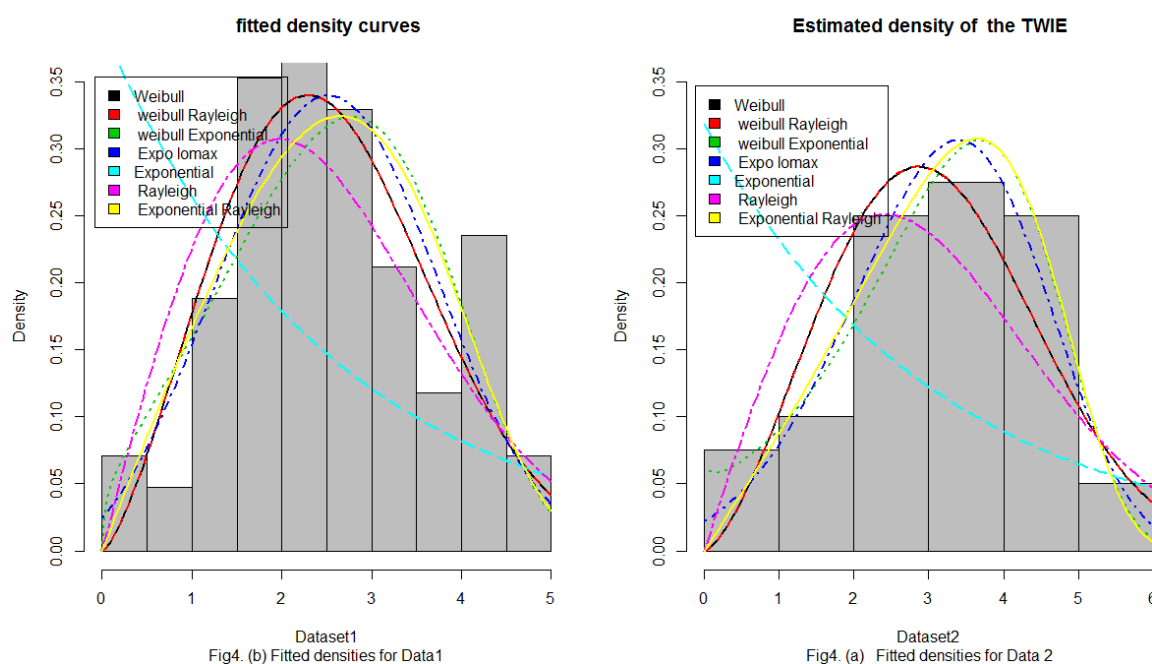 fitted density curves
Density
0.00 0.05 0.10 0.15 0.20 0.25 0.30 0.35
Weibull
weibull Rayleigh
weibull Exponential
Expo lomax
Exponential
Rayleigh
Exponential Rayleigh
0 1 2 3 4 5
Dataset1
Fig4. (b) Fitted densities for Data1
Estimated density of the TWIE
Density
0.00 0.05 0.10 0.15 0.20 0.25 0.30 0.35
Weibull
weibull Rayleigh
weibull Exponential
Expo lomax
Exponential
Rayleigh
Exponential Rayleigh
0 1 2 3 4 5 6
Dataset2
Fig4. (a) Fitted densities for Data 2